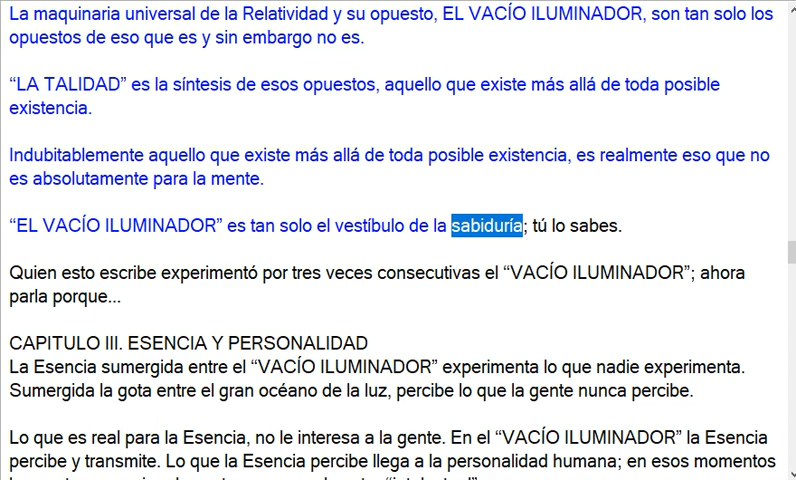 La maquinaria universal de la Relatividad y su opuesto, EL VACÍO ILUMINADOR, son tan solo los
opuestos de eso que es y sin embargo no es.
“LA TALIDAD” es la síntesis de esos opuestos, aquello que existe más allá de toda posible
existencia.
Indubitablemente aquello que existe más allá de toda posible existencia, es realmente eso que no
es absolutamente para la mente.
“EL VACÍO ILUMINADOR” es tan solo el vestíbulo de la sabiduría; tú lo sabes.
Quien esto escribe experimentó por tres veces consecutivas el “VACÍO ILUMINADOR”; ahora
parla porque...
CAPITULO III. ESENCIA Y PERSONALIDAD
La Esencia sumergida entre el “VACÍO ILUMINADOR” experimenta lo que nadie experimenta.
Sumergida la gota entre el gran océano de la luz, percibe lo que la gente nunca percibe.
Lo que es real para la Esencia, no le interesa a la gente. En el “VACÍO ILUMINADOR” la Esencia
percibe y transmite. Lo que la Esencia percibe llega a la personalidad humana; en esos momentos